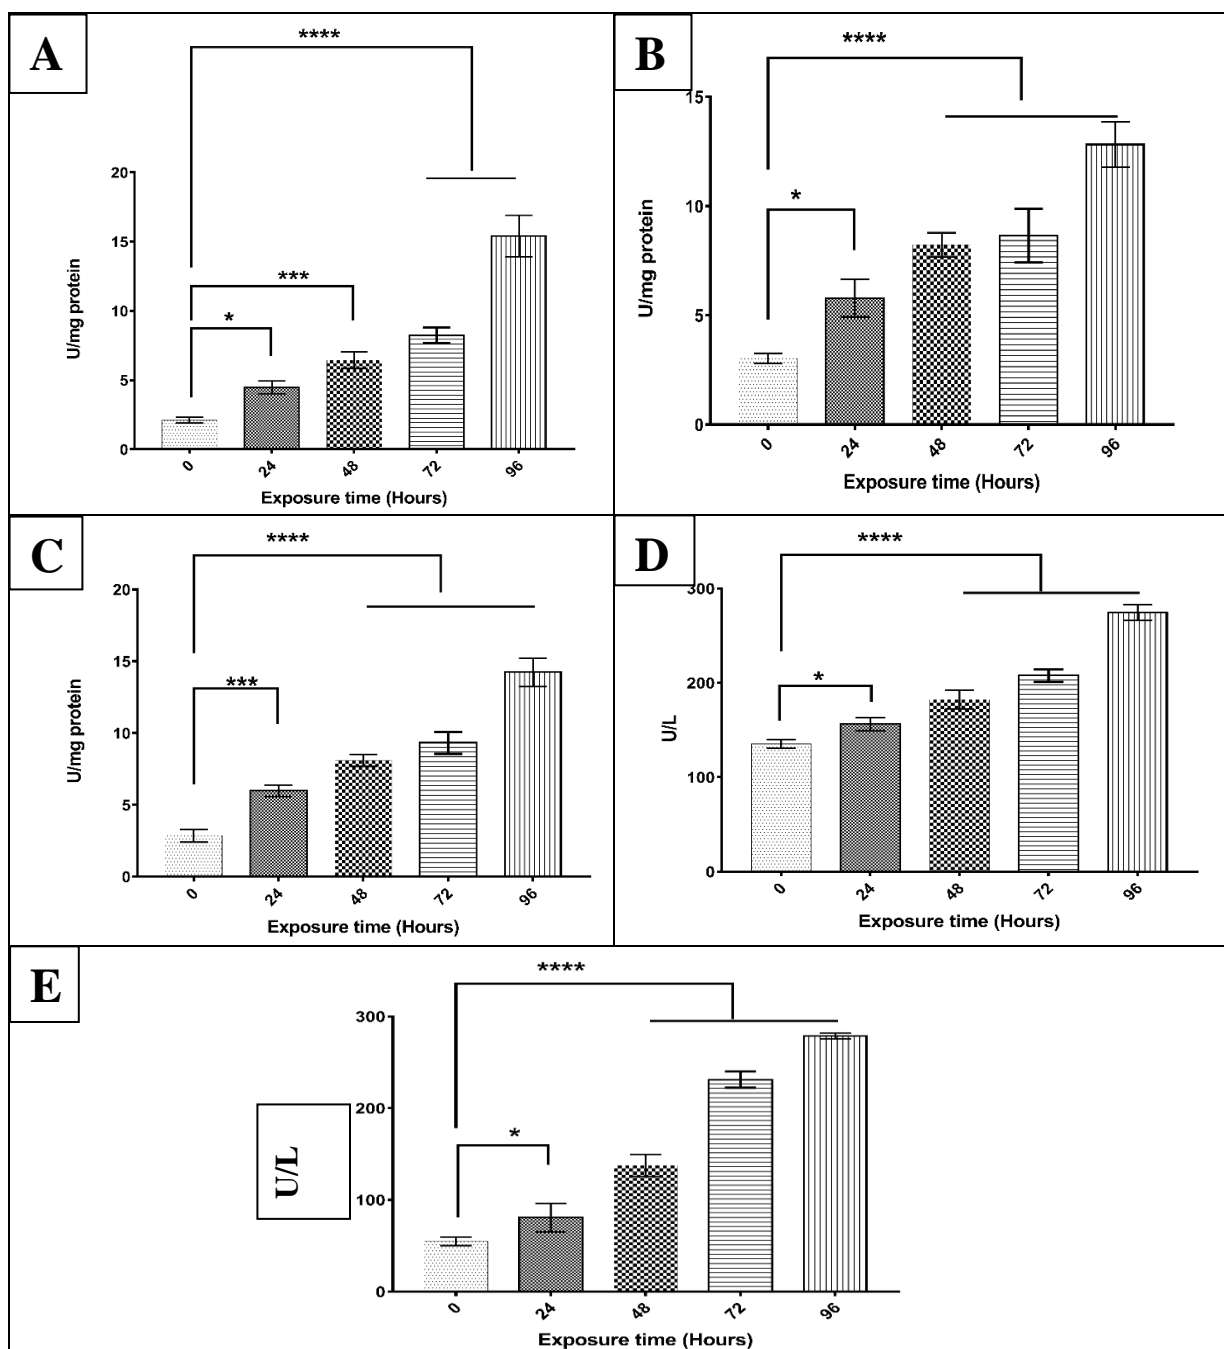 A
****
***
*
20
15
10
5
0
U/mg protein
0 24 48 72 96
Exposure time (Hours)
B
****
*
15
10
5
0
U/mg protein
0 24 48 72 96
Exposure time (Hours)
C
****
***
20
15
10
5
0
U/mg protein
0 24 48 72 96
Exposure time (Hours)
D
****
*
300
200
100
0
U/L
0 24 48 72 96
Exposure time (Hours)
E
****
*
300
200
100
0
U/L
0 24 48 72 96
Exposure time (Hours)